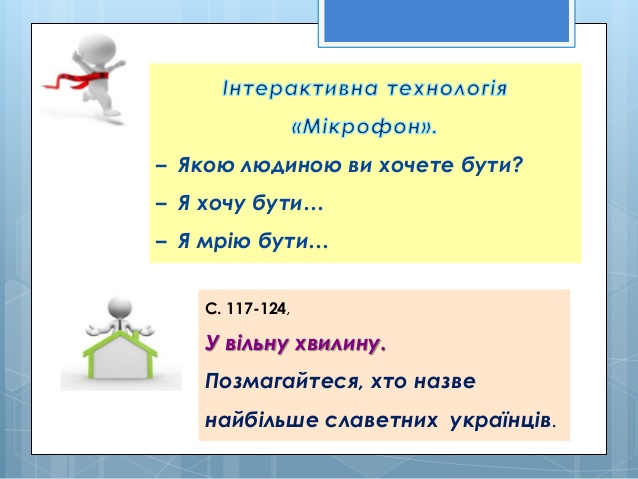 Інтерактивна технологія
«Мікрофон».
– Якою людиною ви хочете бути?
– Я хочу бути…
– Я мрію бути…
С. 117-124,
У вільну хвилину.
Позмагайтеся, хто назве
найбільше славетних українців.